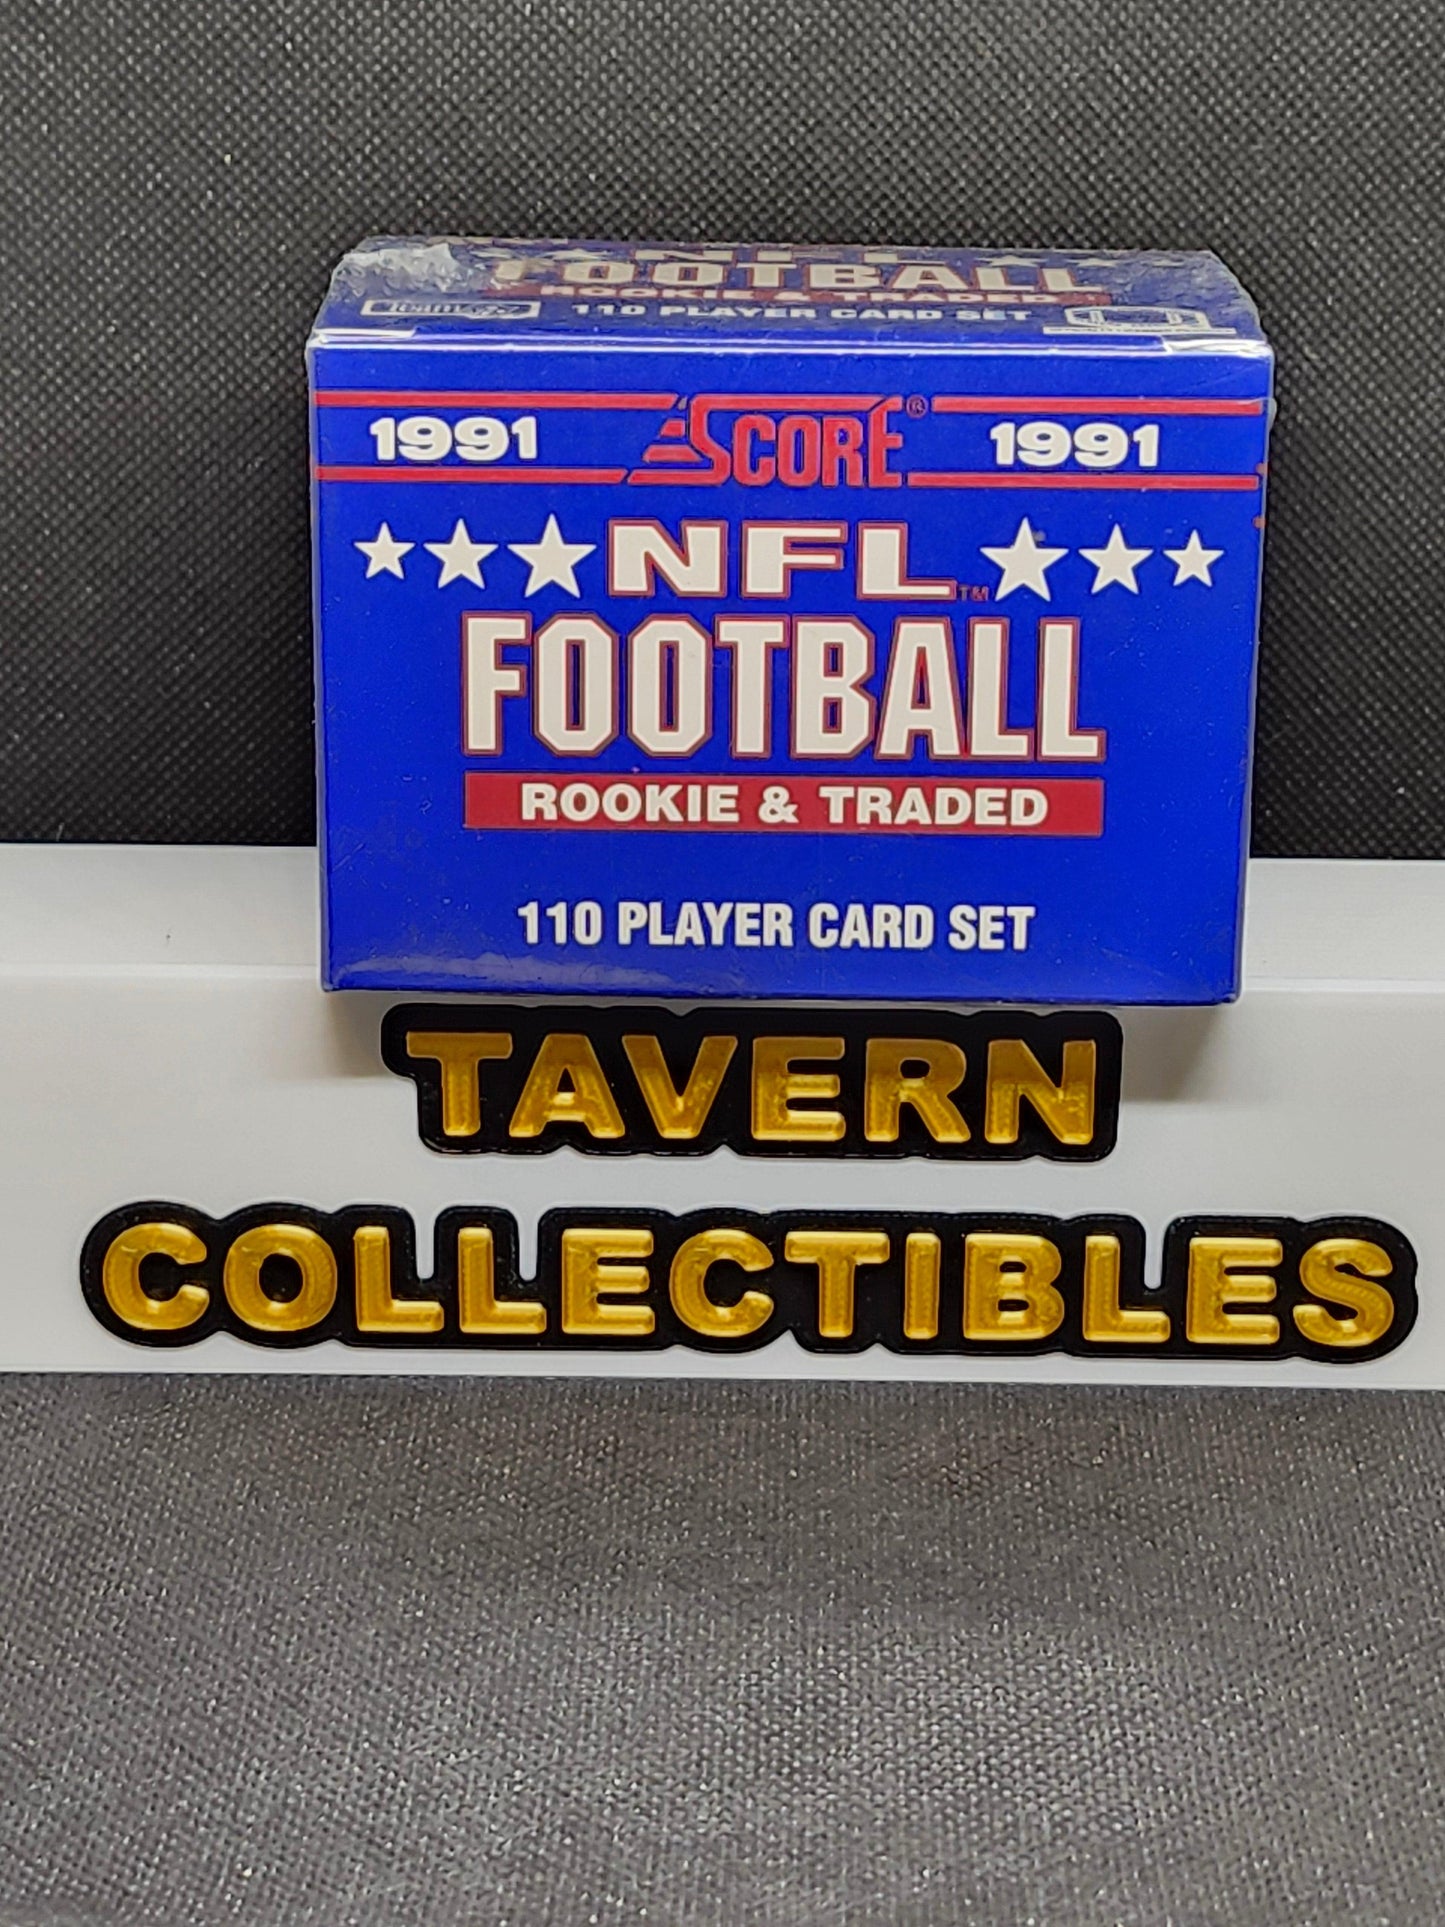 NFL
FOOTBALL
ROOKIE & TRADED
110 PLAYER CARD SET
1991 SCORE® 1991
NFL™
FOOTBALL
ROOKIE & TRADED
110 PLAYER CARD SET
TAVERN
COLLECTIBLES